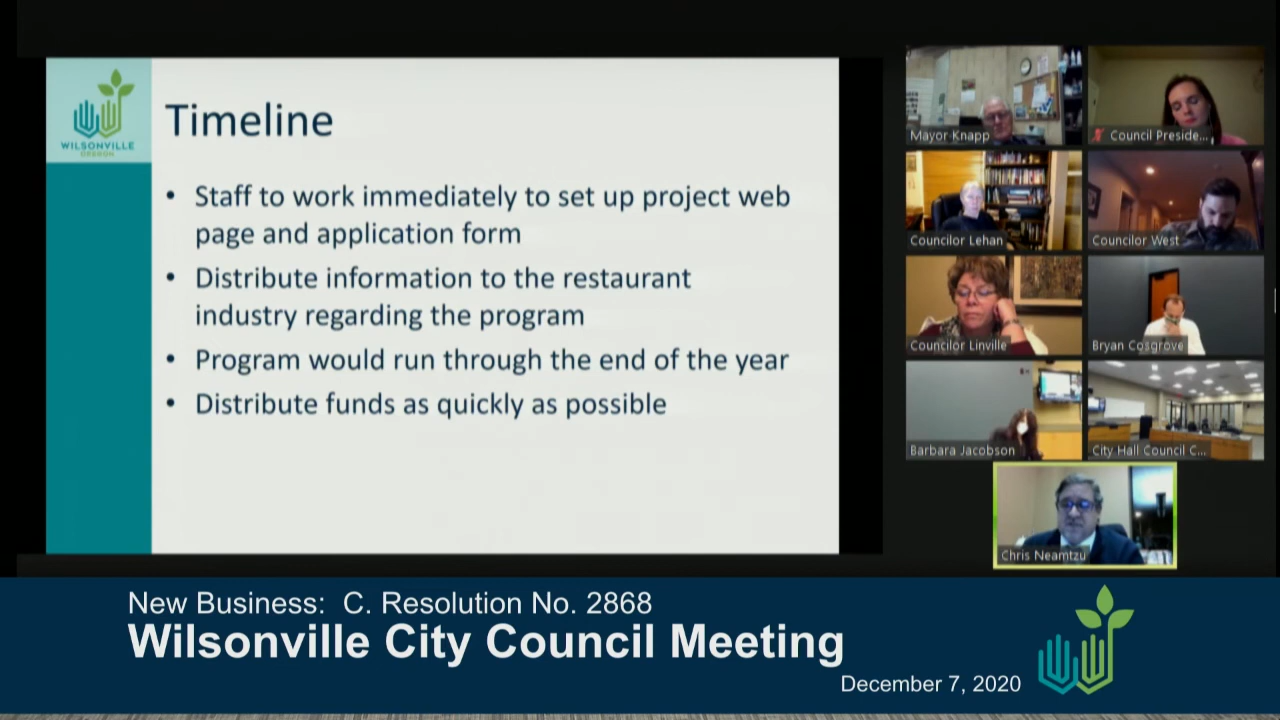 WILSONVILLE
OREGON
Timeline
• Staff to work immediately to set up project web
page and application form
• Distribute information to the restaurant
industry regarding the program
• Program would run through the end of the year
• Distribute funds as quickly as possible
Mayor Knapp
Council Preside...
Councilor Lehan
Councilor West
Councilor Linville
Bryan Cosgrove
Barbara Jacobson
City Hall Council C...
Chris Neamtzu
New Business: C. Resolution No. 2868
Wilsonville City Council Meeting
December 7, 2020